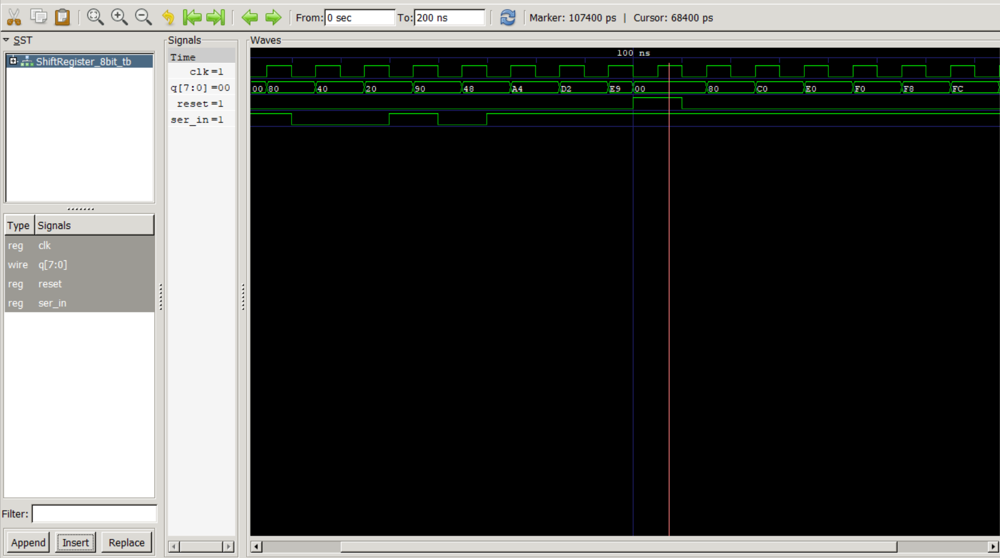 From: 0 sec To: 200 ns Marker: 107400 ps | Cursor: 68400 ps
SST
ShiftRegister_8bit_tb
Type Signals
reg clk
wire q[7:0]
reg reset
reg ser_in
Filter:
Append Insert Replace
Signals
Time
clk=1
q[7:0]=00
reset=1
ser_in=1
Waves
100 ns
00 80 40 20 90 48 A4 D2 E9 00 80 C0 E0 F0 F8 FC